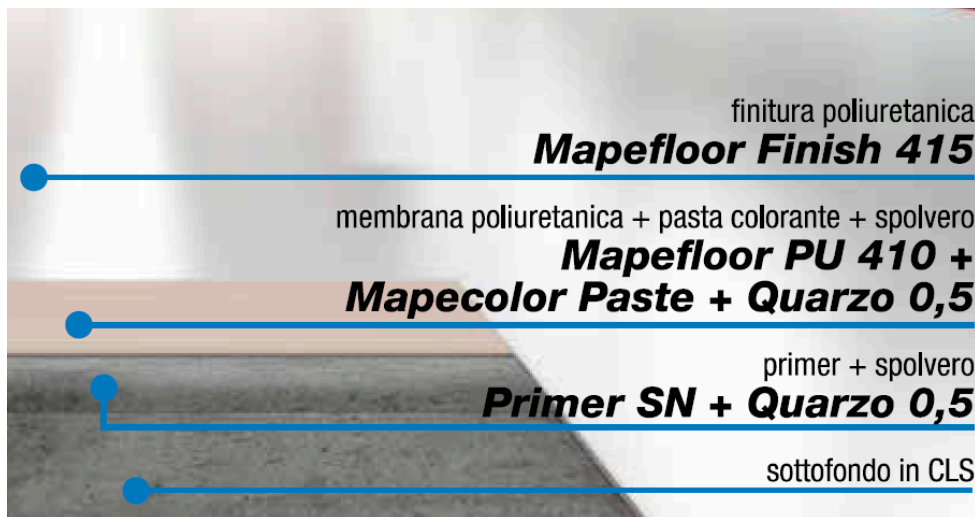 finitura poliuretanica
Mapefloor Finish 415
membrana poliuretanica + pasta colorante + spolvero
Mapefloor PU 410 +
Mapecolor Paste + Quarzo 0,5
primer + spolvero
Primer SN + Quarzo 0,5
sottofondo in CLS